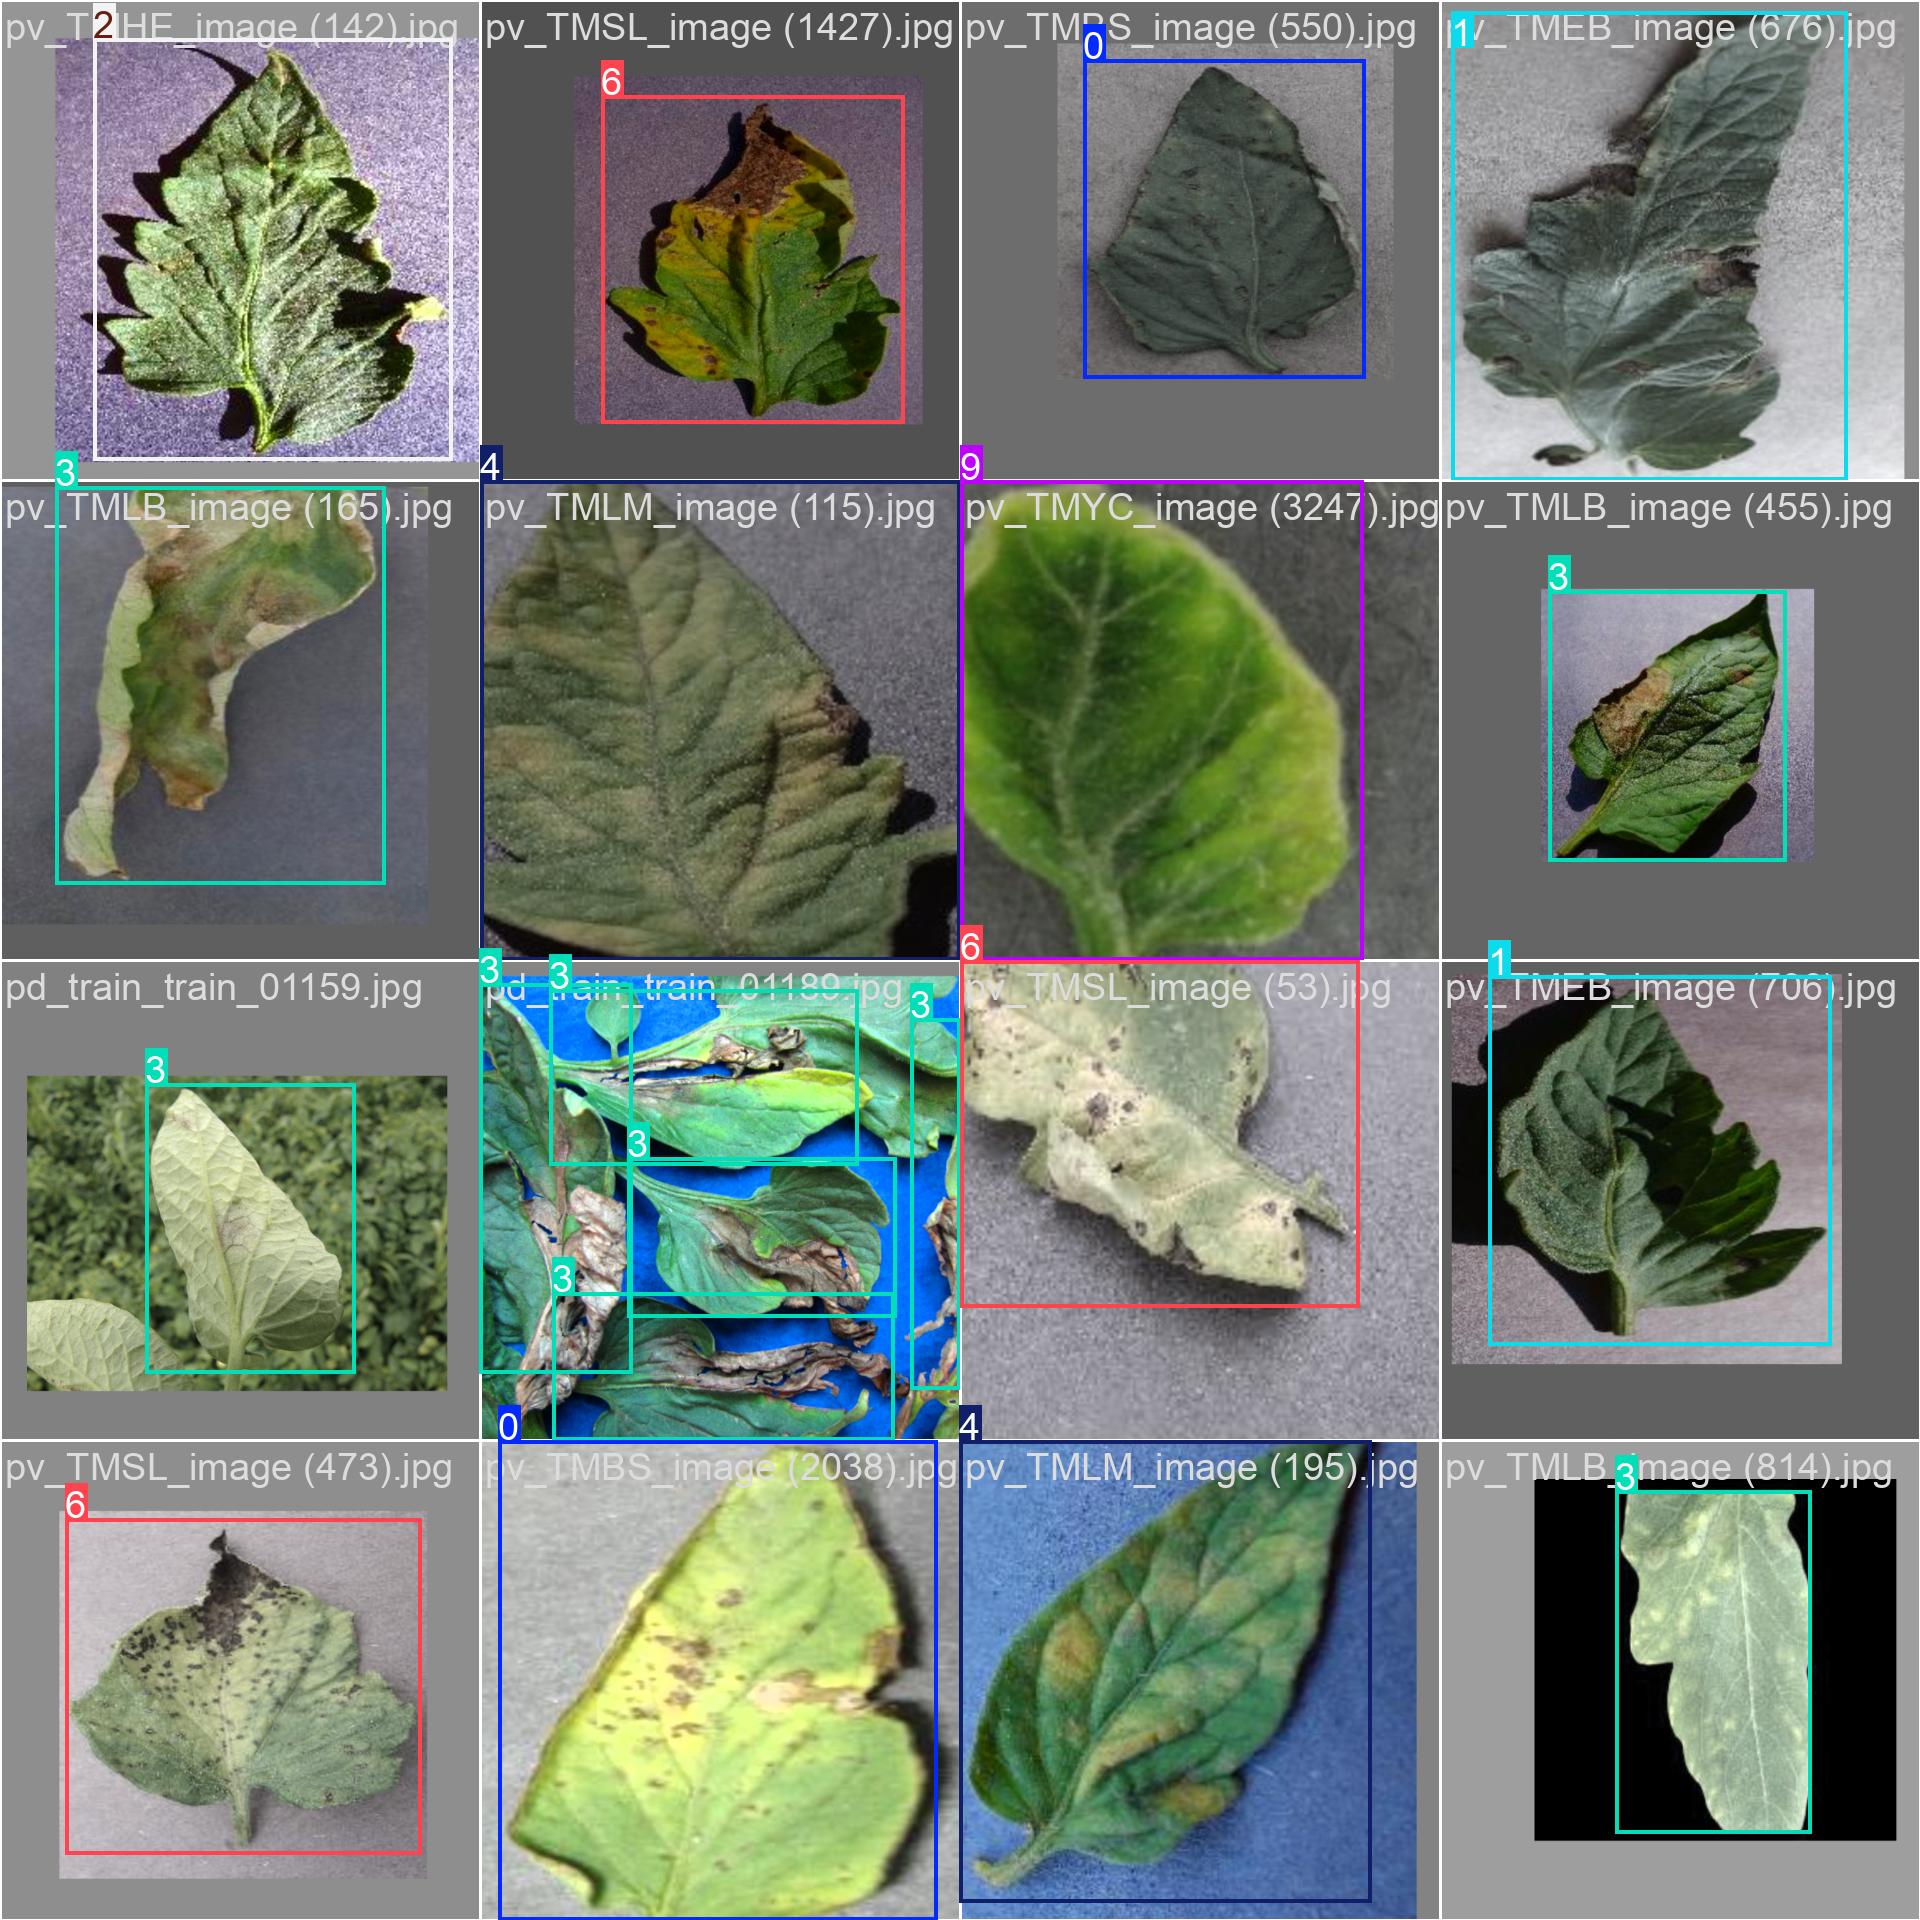 pv_TMHE_image (142).jpg
2
pv_TMSL_image (1427).jpg
6
pv_TMBS_image (550).jpg
0
pv_TMEB_image (676).jpg
1
pv_TMLB_image (165).jpg
3
pv_TMLM_image (115).jpg
4
pv_TMYC_image (3247).jpg
9
pv_TMLB_image (455).jpg
3
pd_train_train_01159.jpg
3
pd_train_train_01189.jpg
3
3
3
3
3
pv_TMSL_image (53).jpg
6
pv_TMEB_image (706).jpg
1
pv_TMSL_image (473).jpg
6
pv_TMBS_image (2038).jpg
0
pv_TMLM_image (195).jpg
4
pv_TMLB_image (814).jpg
3